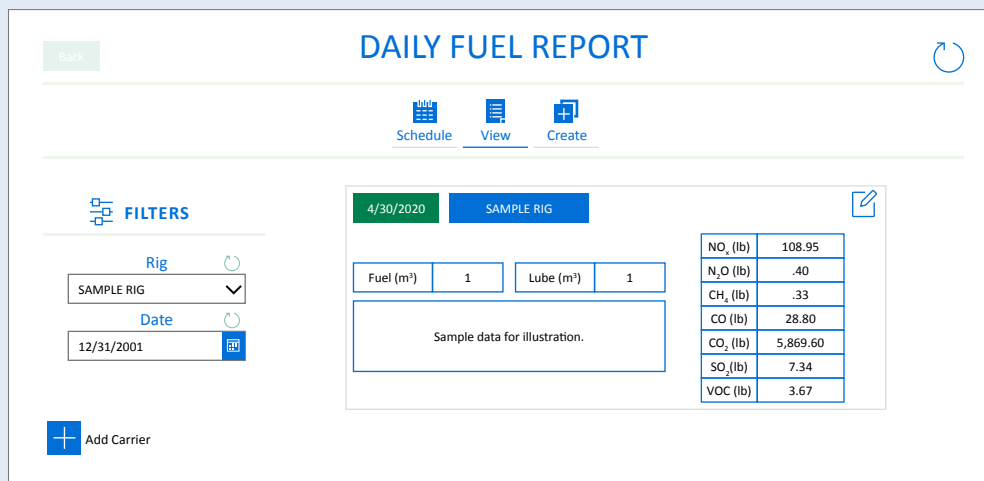 Back
DAILY FUEL REPORT
Schedule View Create
FILTERS
Rig
SAMPLE RIG
Date
12/31/2001
Add Carrier
4/30/2020 SAMPLE RIG
Fuel (m³) 1 Lube (m³) 1
Sample data for illustration.
NOₓ (lb) 108.95
N₂O (lb) .40
CH₄ (lb) .33
CO (lb) 28.80
CO₂ (lb) 5,869.60
SO₂(lb) 7.34
VOC (lb) 3.67